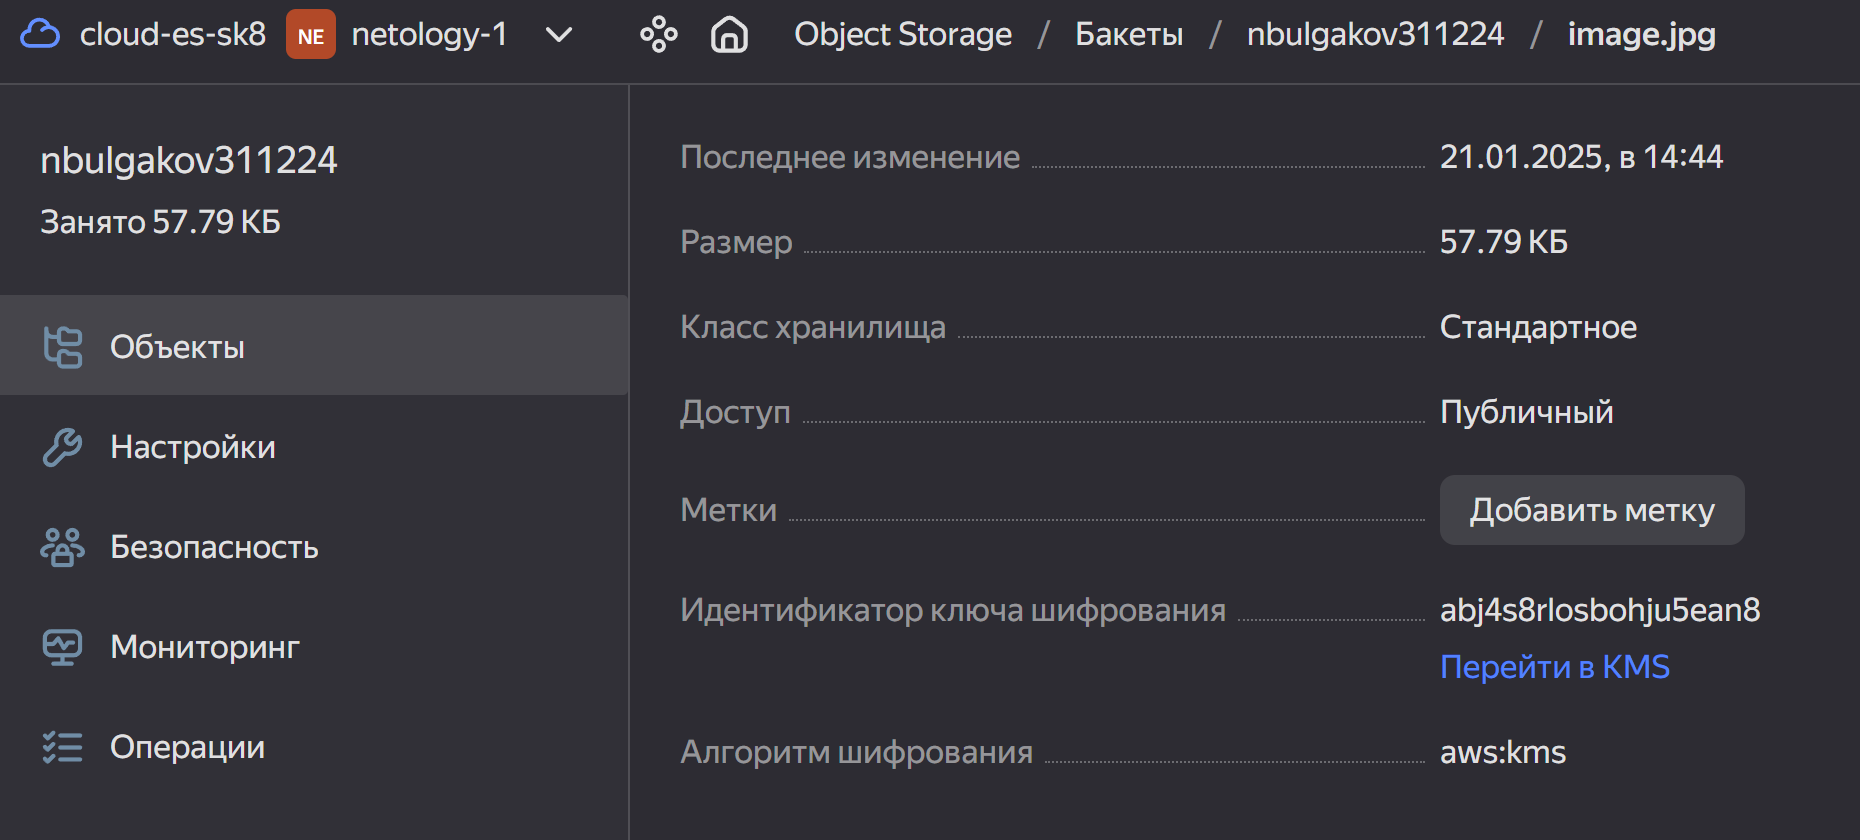 cloud-es-sk8 NE netology-1 Object Storage / Бакеты / nbulgakov311224 / image.jpg
nbulgakov311224
Занято 57.79 КБ
Объекты
Настройки
Безопасность
Мониторинг
Операции
Последнее изменение 21.01.2025, в 14:44
Размер 57.79 КБ
Класс хранилища Стандартное
Доступ Публичный
Метки Добавить метку
Идентификатор ключа шифрования abj4s8rlosbohju5ean8
Перейти в KMS
Алгоритм шифрования aws:kms